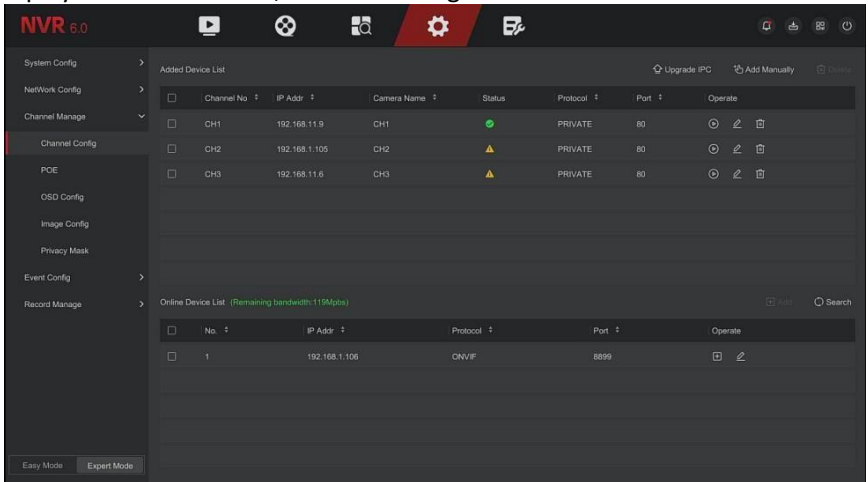 NVR 6.0
System Config
NetWork Config
Channel Manage
Channel Config
POE
OSD Config
Image Config
Privacy Mask
Event Config
Record Manage
Easy Mode Expert Mode
Added Device List Upgrade IPC Add Manually Delete
Channel No IP Addr Camera Name Status Protocol Port Operate
CH1 192.168.11.9 CH1 PRIVATE 80
CH2 192.168.1.105 CH2 PRIVATE 80
CH3 192.168.11.6 CH3 PRIVATE 80
Online Device List (Remaining bandwidth:119Mpbs) Add Search
No. IP Addr Protocol Port Operate
1 192.168.1.106 ONVIF 8899